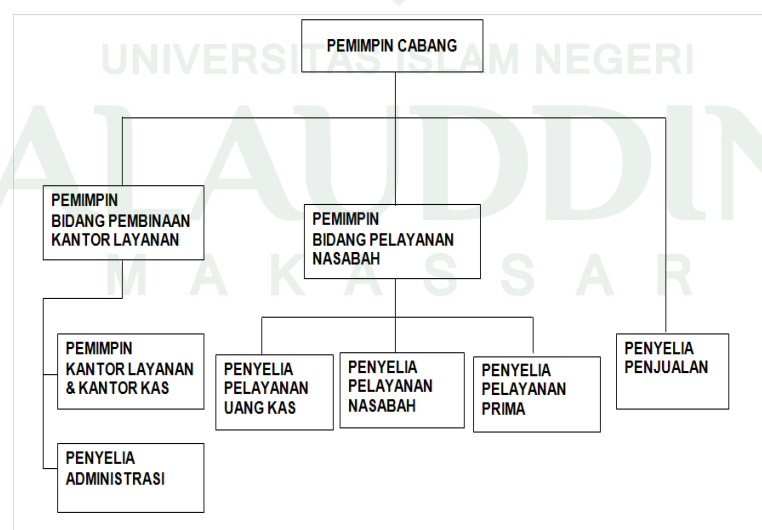 PEMIMPIN CABANG
UNIVERSITAS ISLAM NEGERI
ALAUDDIN
MAKASSAR
PEMIMPIN
BIDANG PEMBINAAN
KANTOR LAYANAN
PEMIMPIN
BIDANG PELAYANAN
NASABAH
PEMIMPIN
KANTOR LAYANAN
& KANTOR KAS
PENYELIA
PELAYANAN
UANG KAS
PENYELIA
PELAYANAN
NASABAH
PENYELIA
PELAYANAN
PRIMA
PENYELIA
PENJUALAN
PENYELIA
ADMINISTRASI